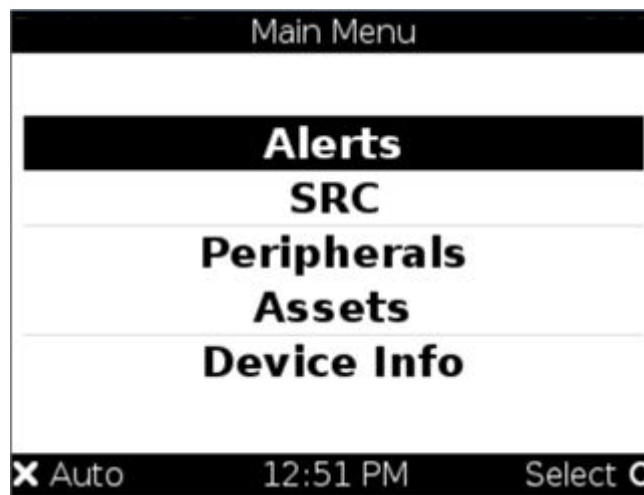 Main Menu
Alerts
SRC
Peripherals
Assets
Device Info
X Auto 12:51 PM Select O